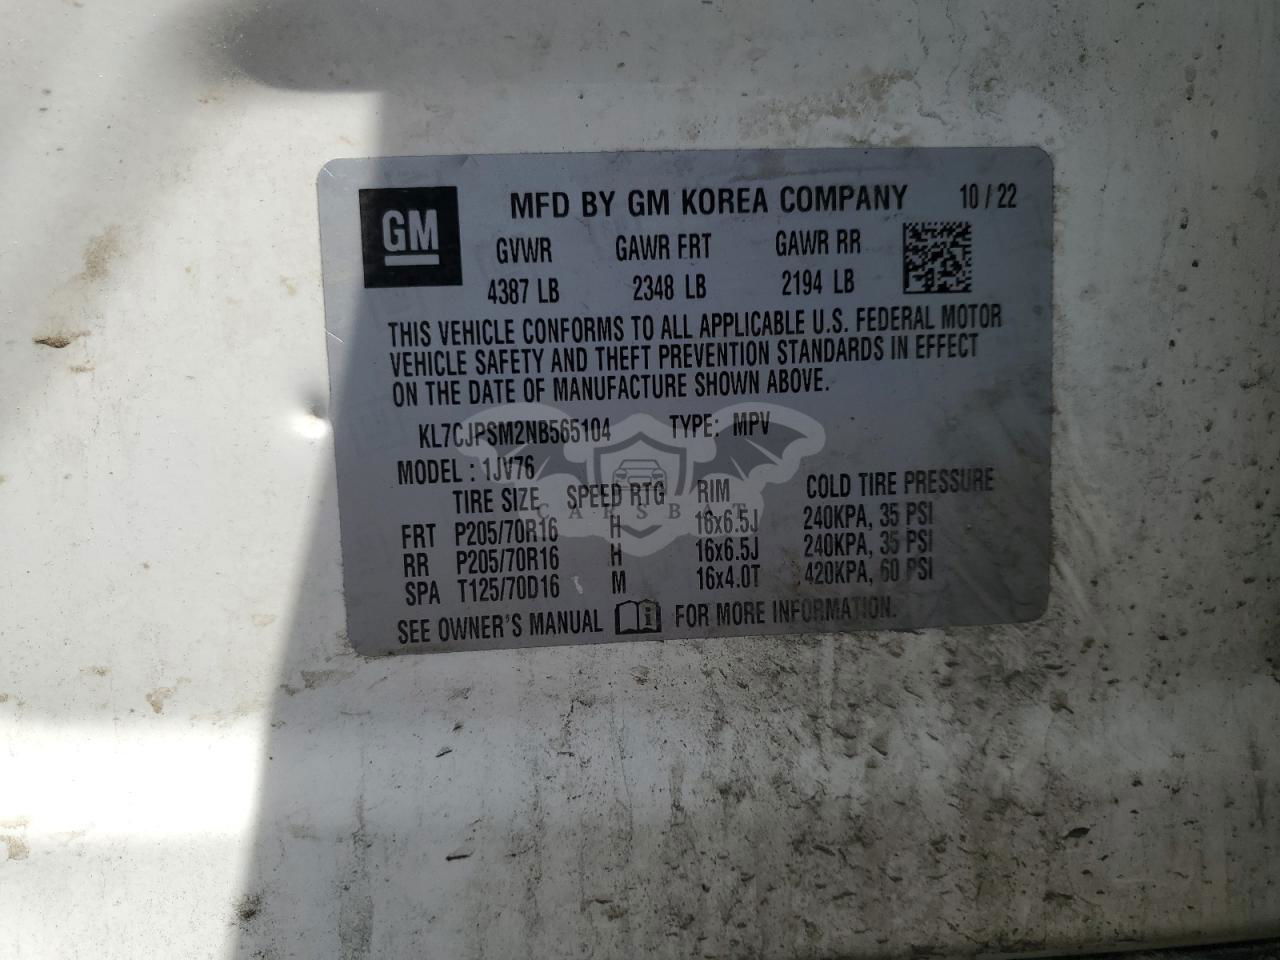 GM MFD BY GM KOREA COMPANY 10 / 22
GVWR GAWR FRT GAWR RR
4387 LB 2348 LB 2194 LB
THIS VEHICLE CONFORMS TO ALL APPLICABLE U.S. FEDERAL MOTOR
VEHICLE SAFETY AND THEFT PREVENTION STANDARDS IN EFFECT
ON THE DATE OF MANUFACTURE SHOWN ABOVE.
KL7CJPSM2NB565104 TYPE: MPV
MODEL : 1JV76
TIRE SIZE SPEED RTG RIM COLD TIRE PRESSURE
CARSBAT
FRT P205/70R16 H 16x6.5J 240KPA, 35 PSI
RR P205/70R16 H 16x6.5J 240KPA, 35 PSI
SPA T125/70D16 M 16x4.0T 420KPA, 60 PSI
SEE OWNER'S MANUAL i FOR MORE INFORMATION.